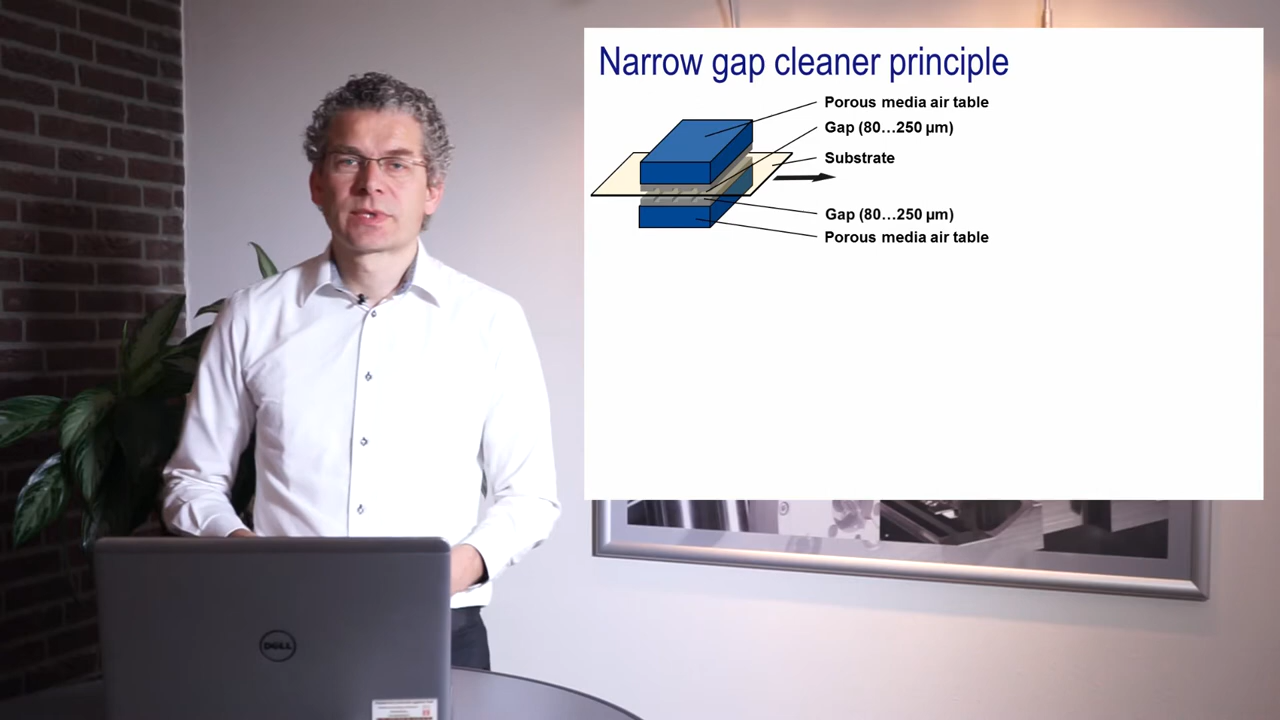 Narrow gap cleaner principle
Porous media air table
Gap (80...250 µm)
Substrate
Gap (80...250 µm)
Porous media air table
DELL